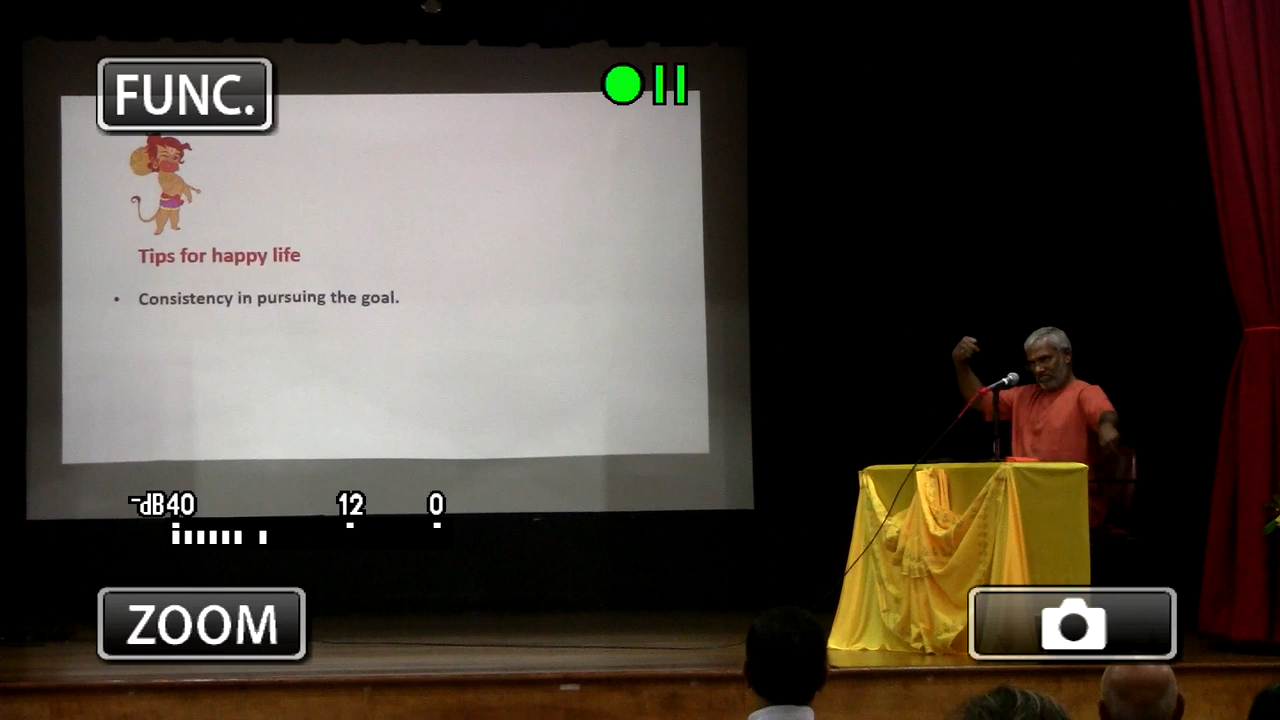 FUNC.
Tips for happy life
• Consistency in pursuing the goal.
-dB40 12 0
ZOOM